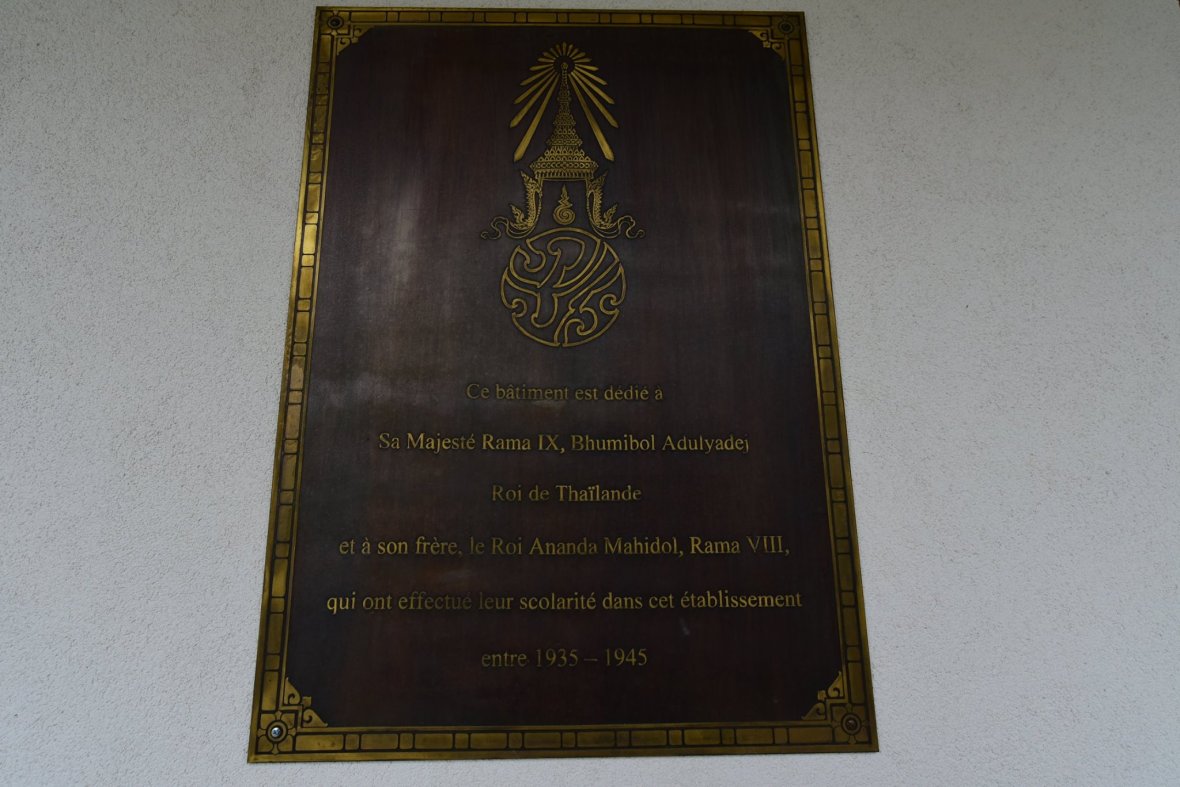 Ce bâtiment est dédié à
Sa Majesté Rama IX, Bhumibol Adulyadej
Roi de Thaïlande
et à son frère, le Roi Ananda Mahidol, Rama VIII,
qui ont effectué leur scolarité dans cet établissement
entre 1935 – 1945